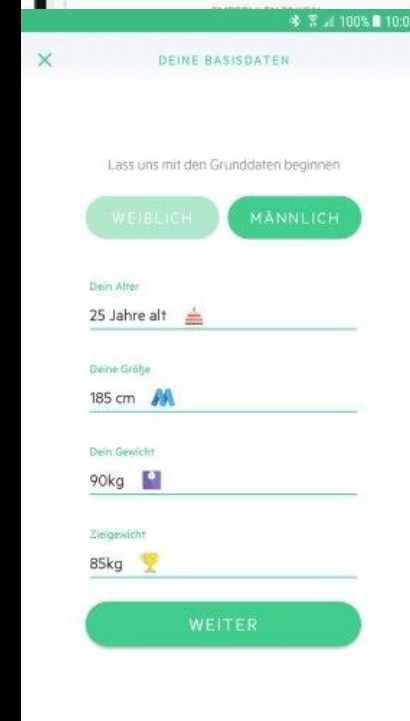 100% 10:0
DEINE BASISDATEN
Lass uns mit den Grunddaten beginnen
WEIBLICH MÄNNLICH
Dein Alter
25 Jahre alt
Deine Größe
185 cm
Dein Gewicht
90kg
Zielgewicht
85kg
WEITER